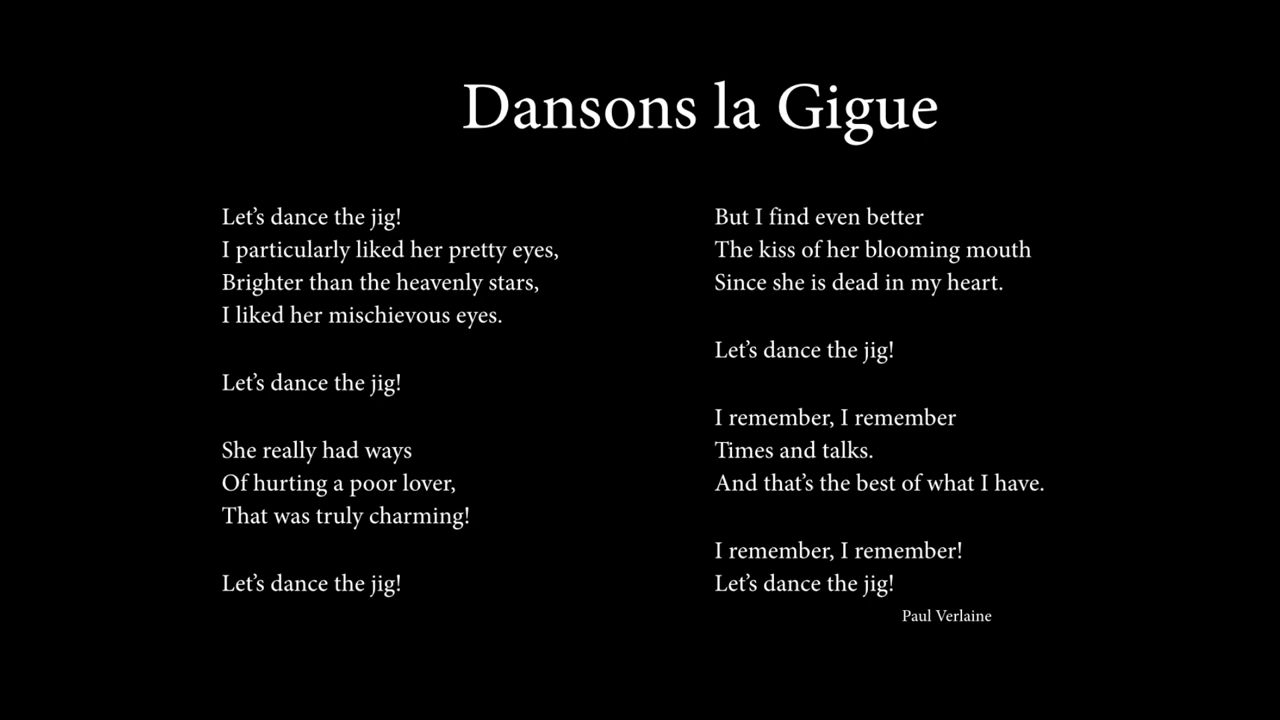 Dansons la Gigue
Let’s dance the jig!
I particularly liked her pretty eyes,
Brighter than the heavenly stars,
I liked her mischievous eyes.
Let’s dance the jig!
She really had ways
Of hurting a poor lover,
That was truly charming!
Let’s dance the jig!
But I find even better
The kiss of her blooming mouth
Since she is dead in my heart.
Let’s dance the jig!
I remember, I remember
Times and talks.
And that’s the best of what I have.
I remember, I remember!
Let’s dance the jig!
Paul Verlaine